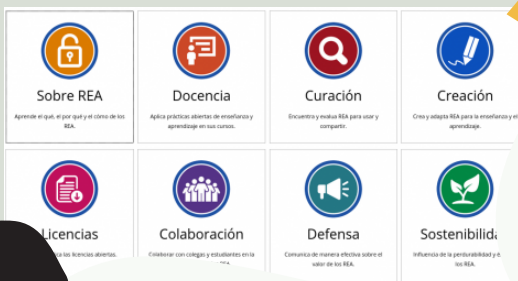 Sobre REA
Aprende el qué, el por qué y el cómo de los
REA.
Docencia
Aplica prácticas abiertas de enseñanza y
aprendizaje en sus cursos.
Curación
Encuentra y evalua REA para usar y
compartir.
Creación
Crea y adapta REA para la enseñanza y el
aprendizaje.
Licencias
ca las licencias abiertas.
Colaboración
Colaborar con colegas y estudiantes en la
REA.
Defensa
Comunica de manera efectiva sobre el
valor de los REA.
Sostenibilida
Influencia de la perdurabilidad y e
los REA.